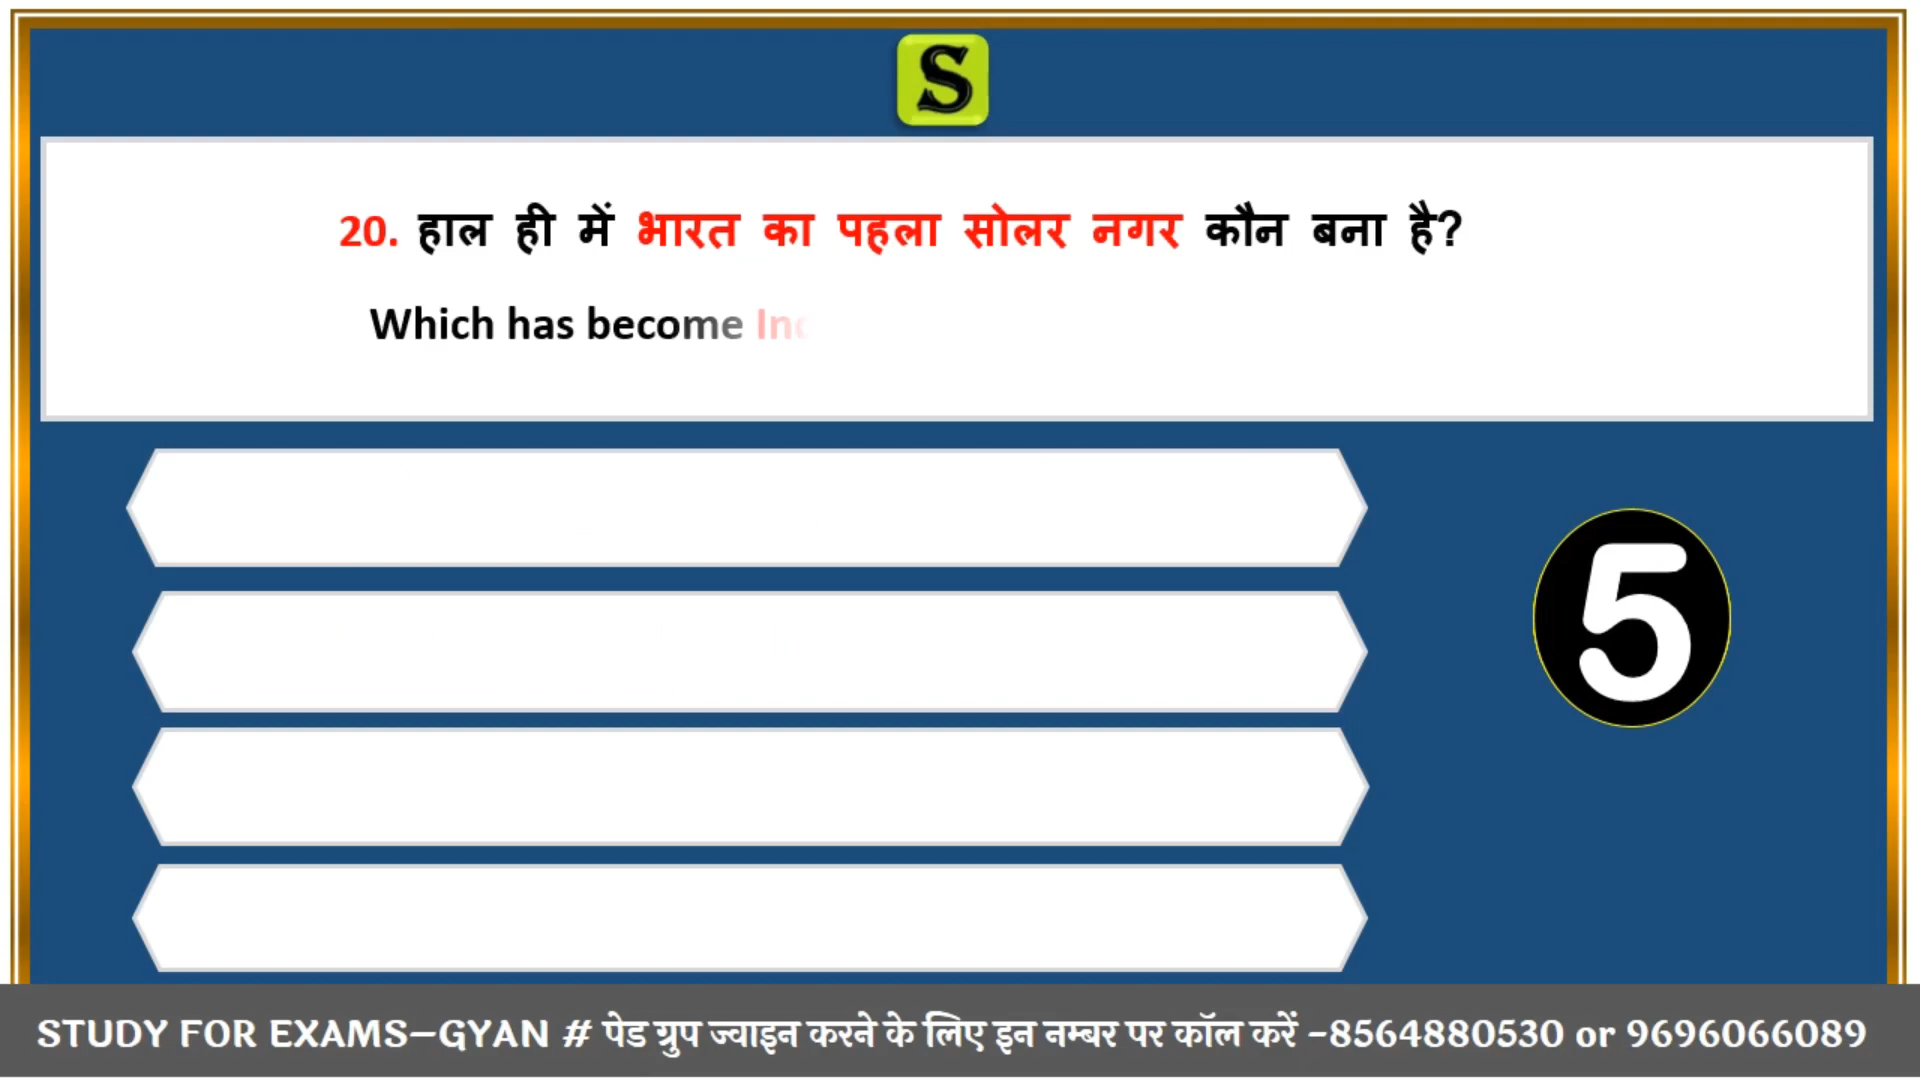 S
20. हाल ही में भारत का पहला सोलर नगर कौन बना है?
Which has become
5
STUDY FOR EXAMS–GYAN # पेड ग्रुप ज्वाइन करने के लिए इन नम्बर पर कॉल करें -8564880530 or 9696066089